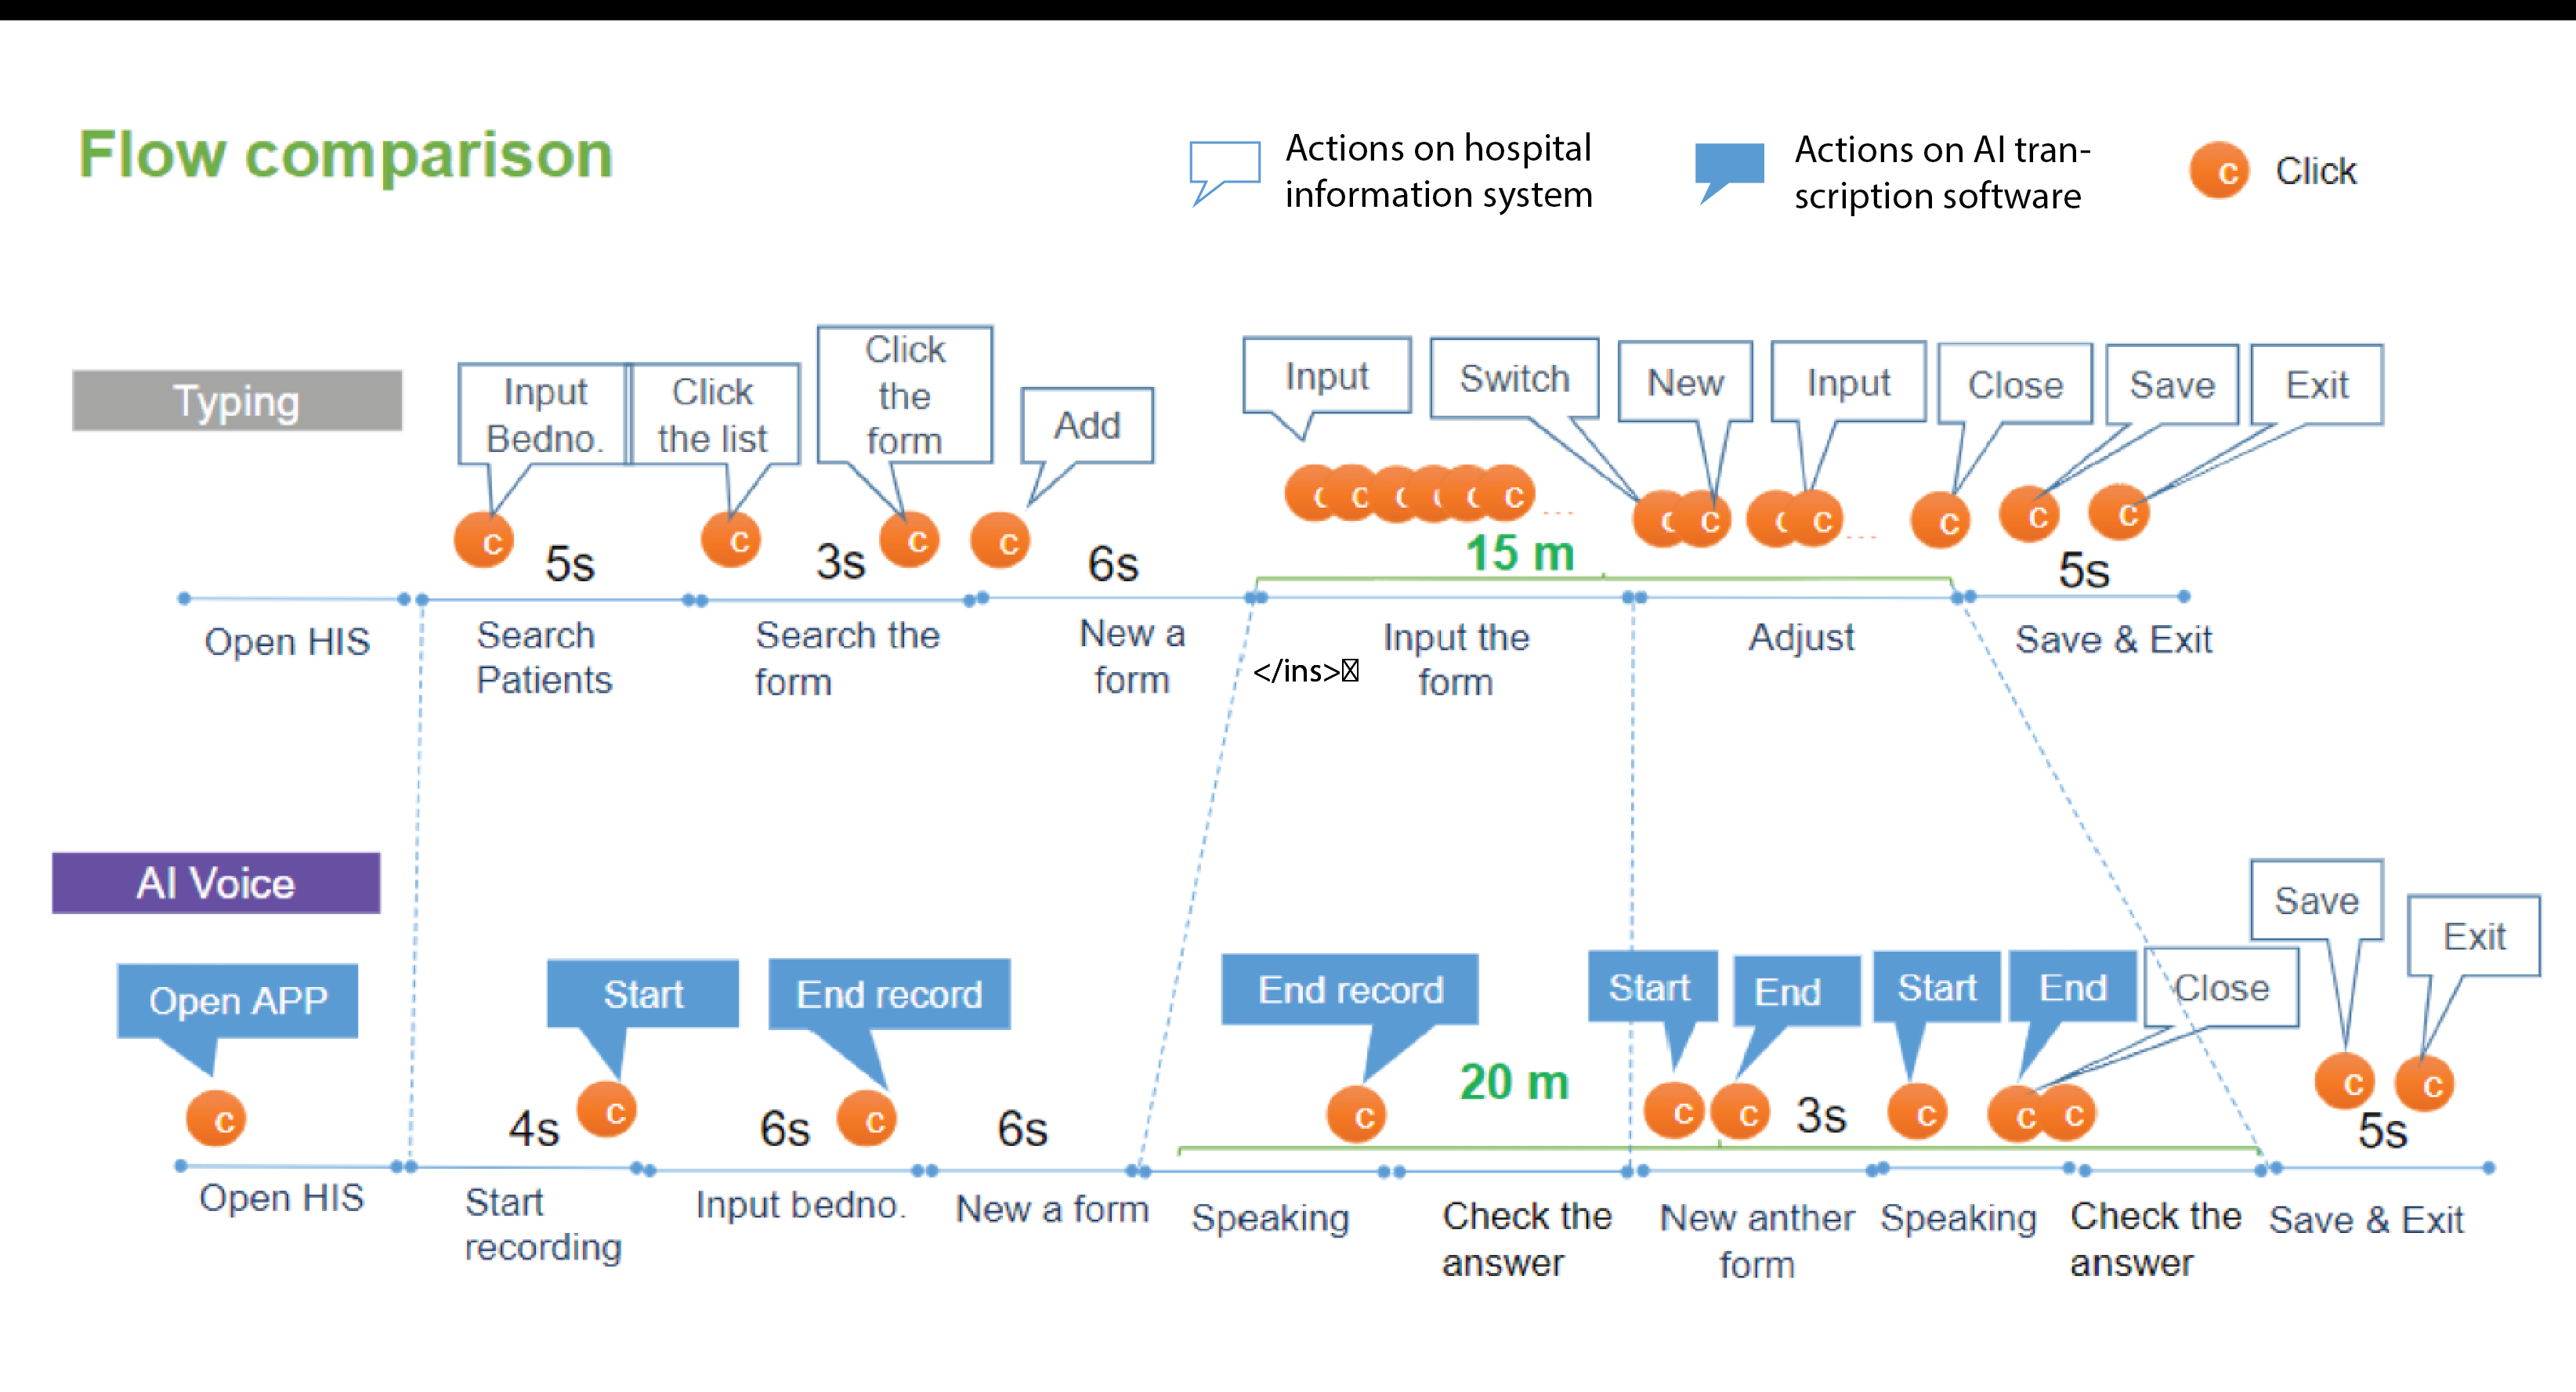 Flow comparison
Actions on hospital
information system
Actions on AI tran-
scription software
C Click
Typing
Input
Bedno.
Click
the list
Click
the
form
Add
Input
Switch
New
Input
Close
Save
Exit
C
C
C
C
C C C C C C ...
C C
C C ...
C
C
C
5s
3s
6s
15 m
5s
Open HIS
Search
Patients
Search the
form
New a
form
</ins>
Input the
form
Adjust
Save & Exit
AI Voice
Open APP
Start
End record
End record
Start
End
Start
End
Close
Save
Exit
C
C
C
C
C
C
C
C C
C
C
4s
6s
6s
20 m
3s
5s
Open HIS
Start
recording
Input bedno.
New a form
Speaking
Check the
answer
New anther
form
Speaking
Check the
answer
Save & Exit